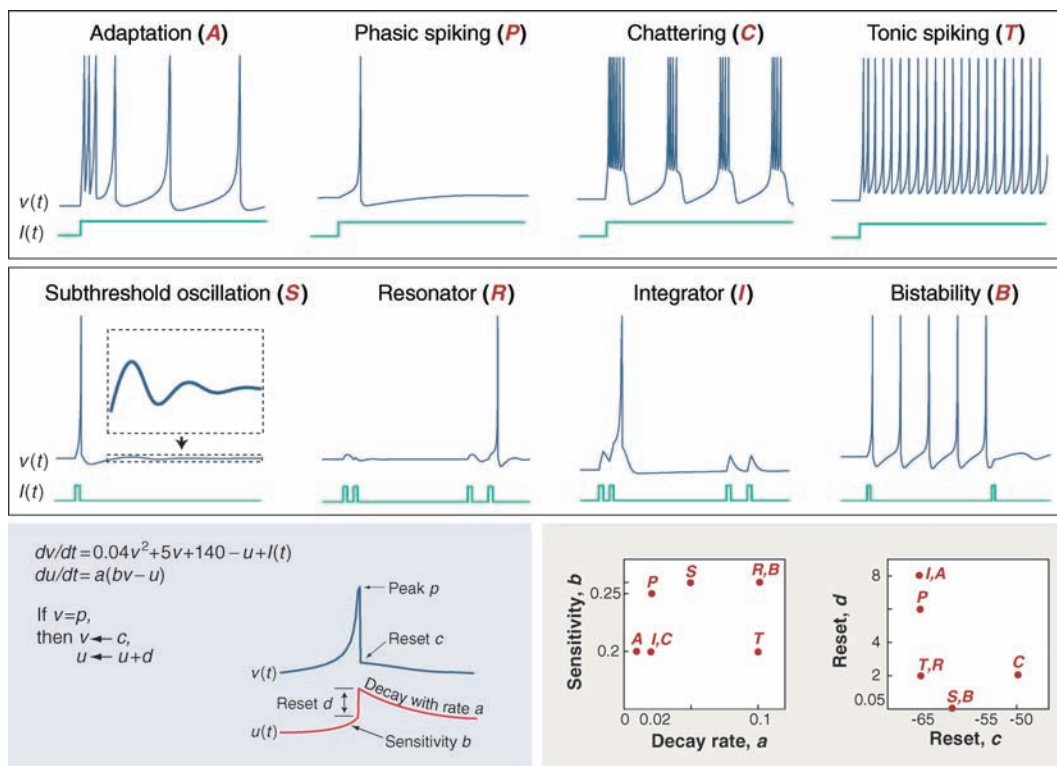 Adaptation (A) Phasic spiking (P) Chattering (C) Tonic spiking (T)
v(t)
I(t)
Subthreshold oscillation (S) Resonator (R) Integrator (I) Bistability (B)
v(t)
I(t)
dv/dt=0.04v²+5v+140−u+I(t)
du/dt=a(bv−u)
If v=p,
then v←c,
u←u+d
Peak p
Reset c
v(t)
Decay with rate a
Reset d
u(t)
Sensitivity b
Sensitivity, b
0.25
0.2
P
S
R,B
A
I,C
T
0 0.02 0.1
Decay rate, a
Reset, d
8
4
2
0.05
I,A
P
T,R
C
S,B
-65 -55 -50
Reset, c